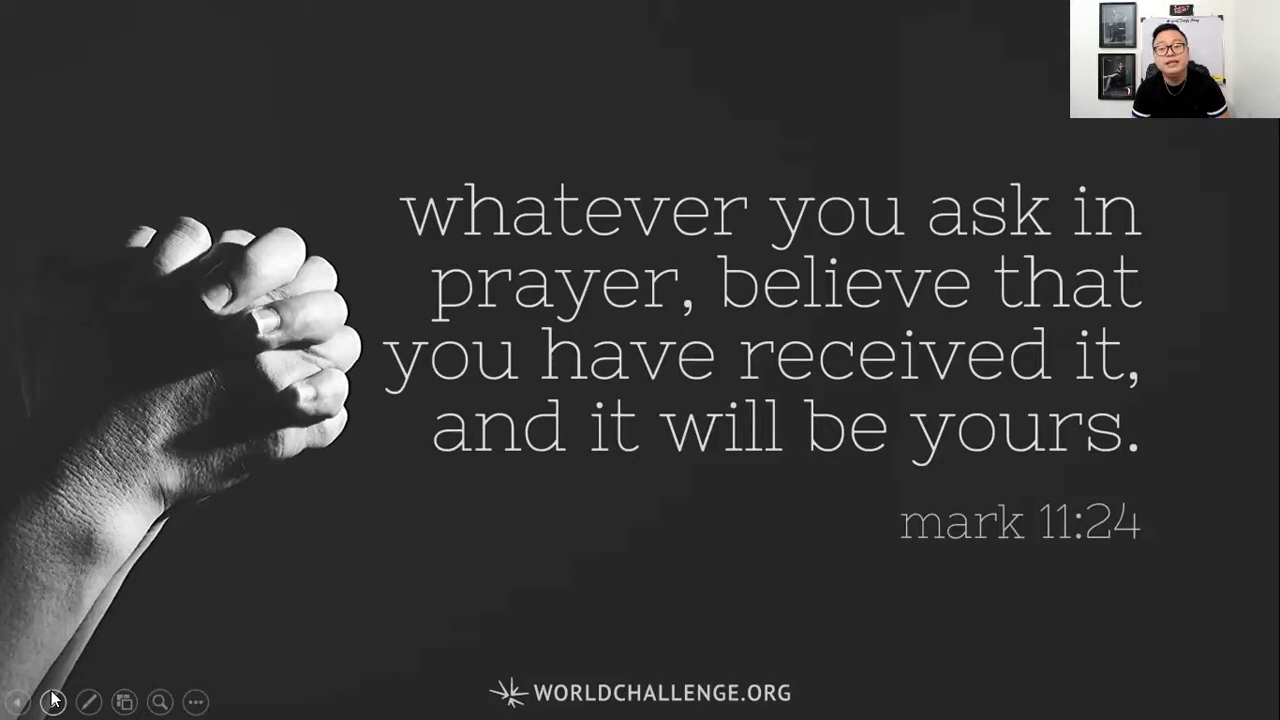 whatever you ask in
prayer, believe that
you have received it,
and it will be yours.
mark 11:24
WORLDCHALLENGE.ORG